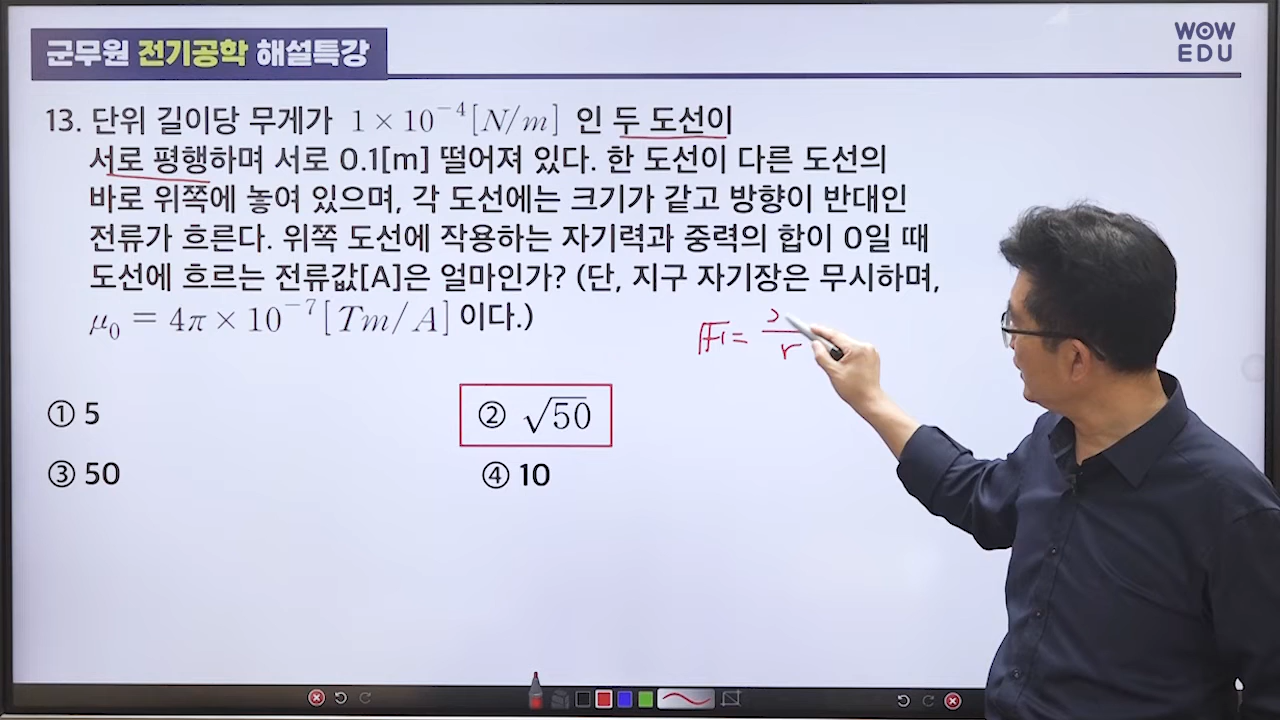 군무원 전기공학 해설특강
WOW
EDU
13. 단위 길이당 무게가 1 × 10⁻⁴[N/m] 인 두 도선이
서로 평행하며 서로 0.1[m] 떨어져 있다. 한 도선이 다른 도선의
바로 위쪽에 놓여 있으며, 각 도선에는 크기가 같고 방향이 반대인
전류가 흐른다. 위쪽 도선에 작용하는 자기력과 중력의 합이 0일 때
도선에 흐르는 전류값[A]은 얼마인가? (단, 지구 자기장은 무시하며,
μ₀ = 4π × 10⁻⁷[Tm/A] 이다.)
① 5
② √50
③ 50
④ 10